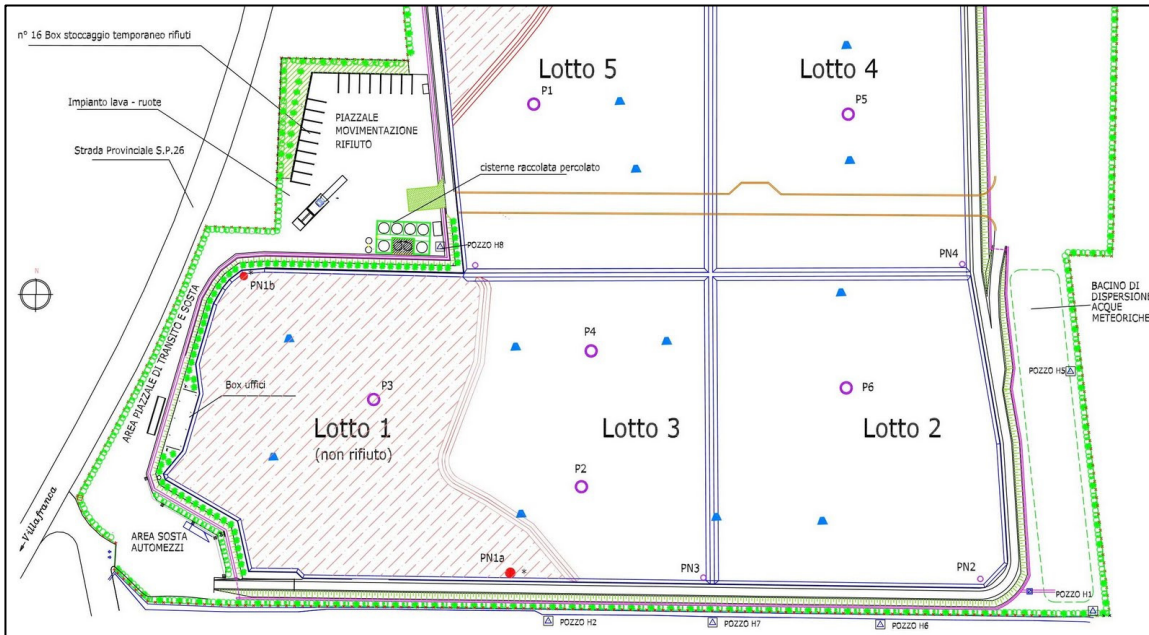 n° 16 Box stoccaggio temporaneo rifiuti
Impianto lava - ruote
Strada Provinciale S.P.26
PIAZZALE
MOVIMENTAZIONE
RIFIUTO
cisterne raccolata percolato
Lotto 5
P1
Lotto 4
P5
POZZO H8
PN4
BACINO DI
DISPERSIONE
ACQUE
METEORICHE
N
PN1b
*
AREA PIAZZALE DI TRANSITO E SOSTA
Box uffici
P3
P4
P6
POZZO H5
Lotto 1
(non rifiuto)
Lotto 3
Lotto 2
P2
Villafranca
AREA SOSTA
AUTOMEZZI
PN1a
*
PN3
PN2
POZZO H1
POZZO H2
POZZO H7
POZZO H6